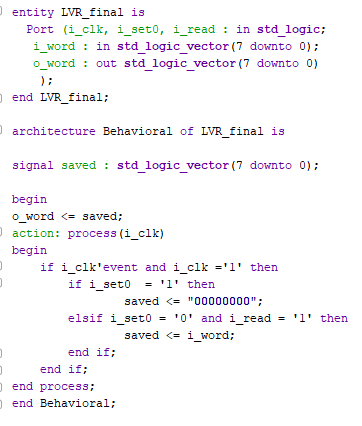 entity LVR_final is
Port (i_clk, i_set0, i_read : in std_logic;
i_word : in std_logic_vector(7 downto 0);
o_word : out std_logic_vector(7 downto 0)
);
end LVR_final;
architecture Behavioral of LVR_final is
signal saved : std_logic_vector(7 downto 0);
begin
o_word <= saved;
action: process(i_clk)
begin
if i_clk'event and i_clk ='1' then
if i_set0 = '1' then
saved <= "00000000";
elsif i_set0 = '0' and i_read = '1' then
saved <= i_word;
end if;
end if;
end process;
end Behavioral;